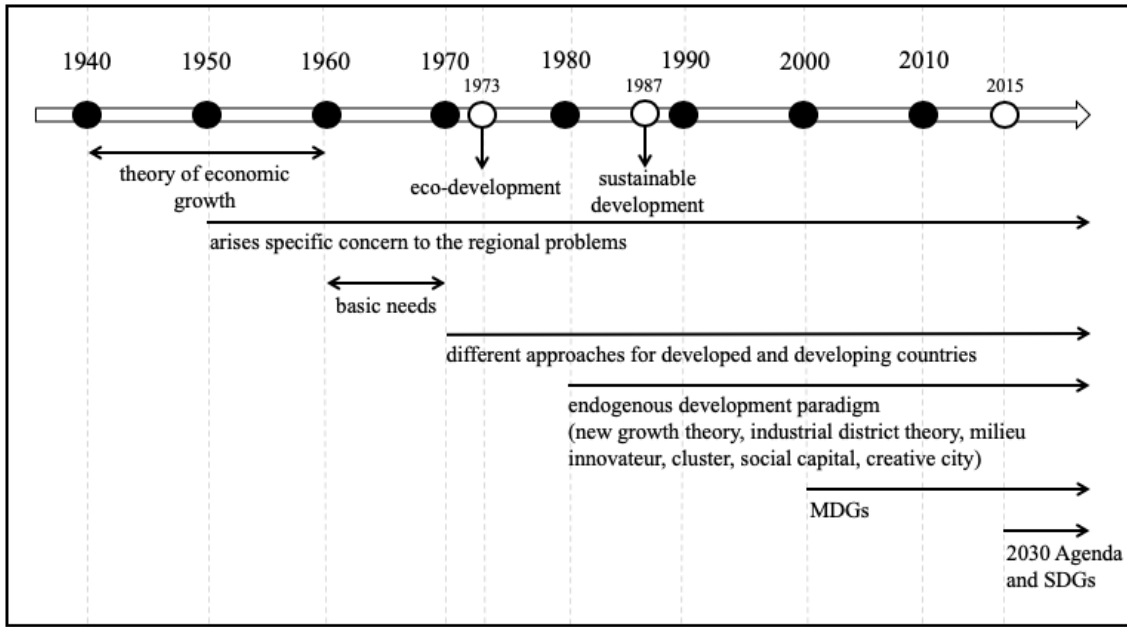 1940 1950 1960 1970 1980 1990 2000 2010
1973 1987 2015
theory of economic
growth
eco-development
sustainable
development
arises specific concern to the regional problems
basic needs
different approaches for developed and developing countries
endogenous development paradigm
(new growth theory, industrial district theory, milieu
innovateur, cluster, social capital, creative city)
MDGs
2030 Agenda
and SDGs